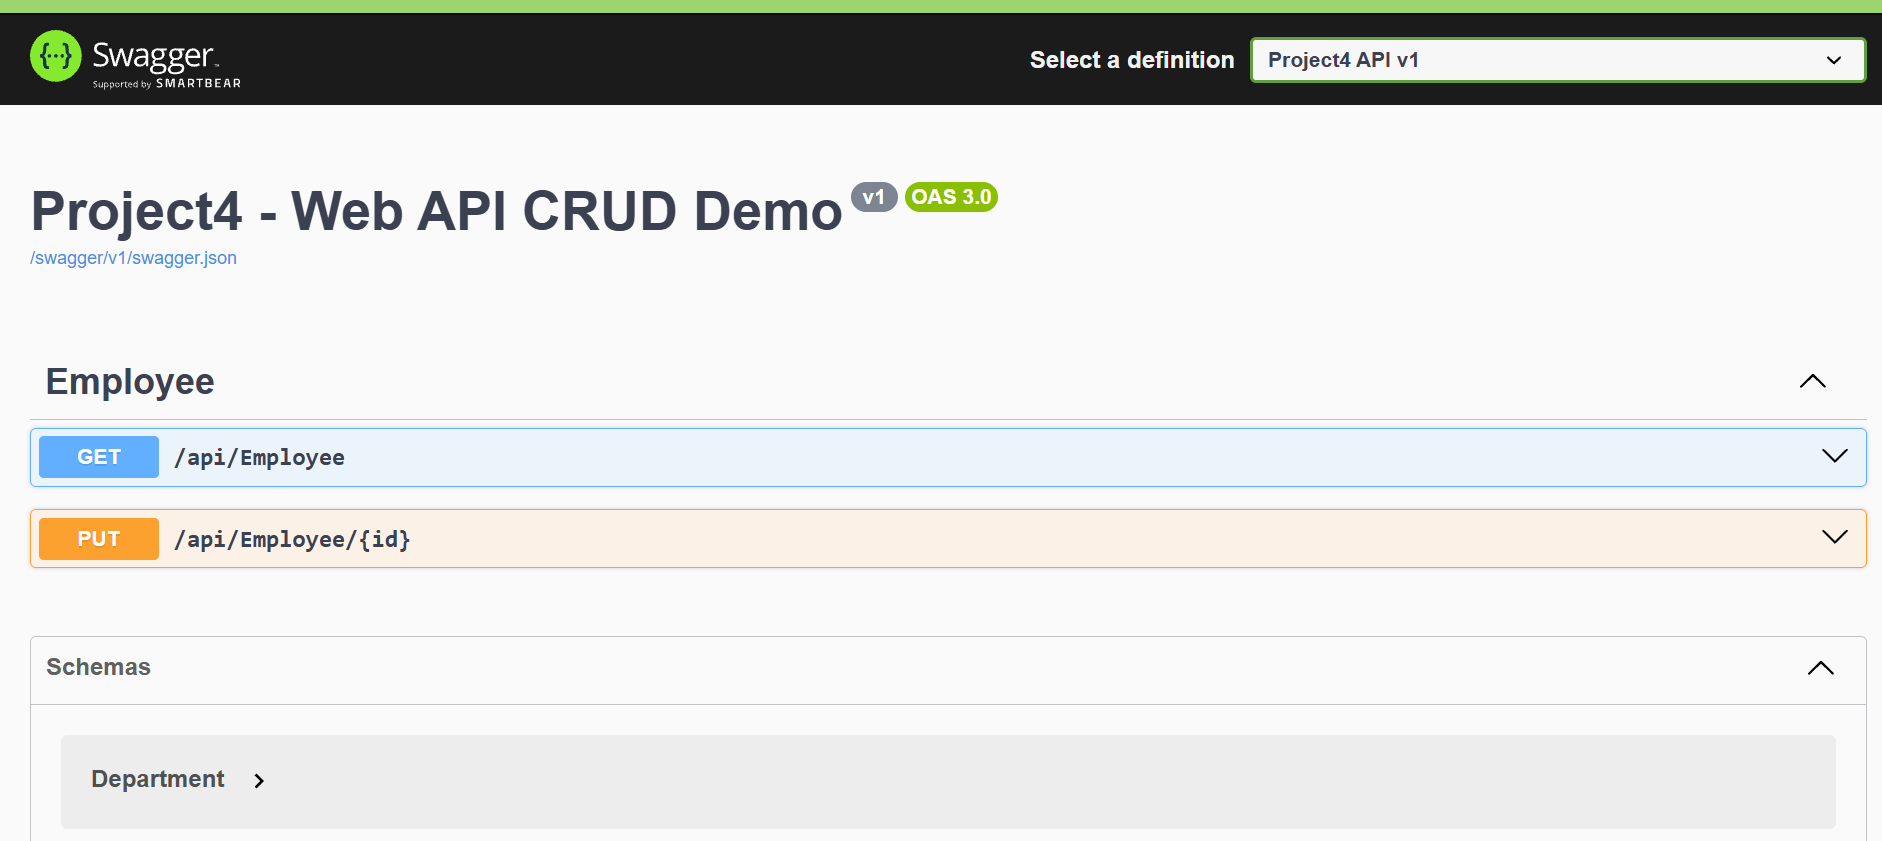 {···} Swagger™
Supported by SMARTBEAR
Select a definition
Project4 API v1
Project4 - Web API CRUD Demo v1 OAS 3.0
/swagger/v1/swagger.json
Employee
GET /api/Employee
PUT /api/Employee/{id}
Schemas
Department